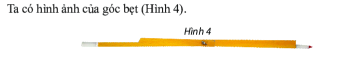 Ta có hình ảnh của góc bẹt (Hình 4).
Hình 4